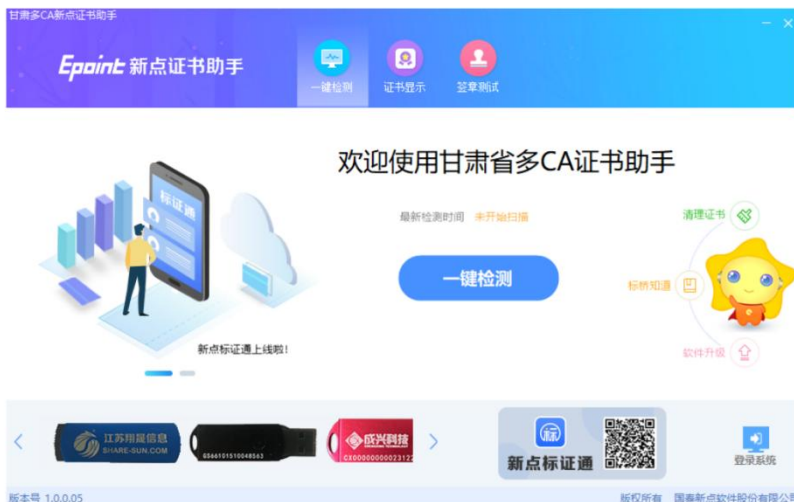 甘肃多CA新点证书助手
Epoint 新点证书助手
一键检测
证书显示
签章测试
欢迎使用甘肃省多CA证书助手
最新检测时间 未开始扫描
清理证书
一键检测
标桥知道
软件升级
标证通
新点标证通上线啦!
江苏翔晟信息
SHARE-SUN.COM
GS66101510048563
成兴科技
CX00000000023122
标
新点标证通
登录系统
版本号 1.0.0.05
版权所有 国泰新点软件股份有限公司